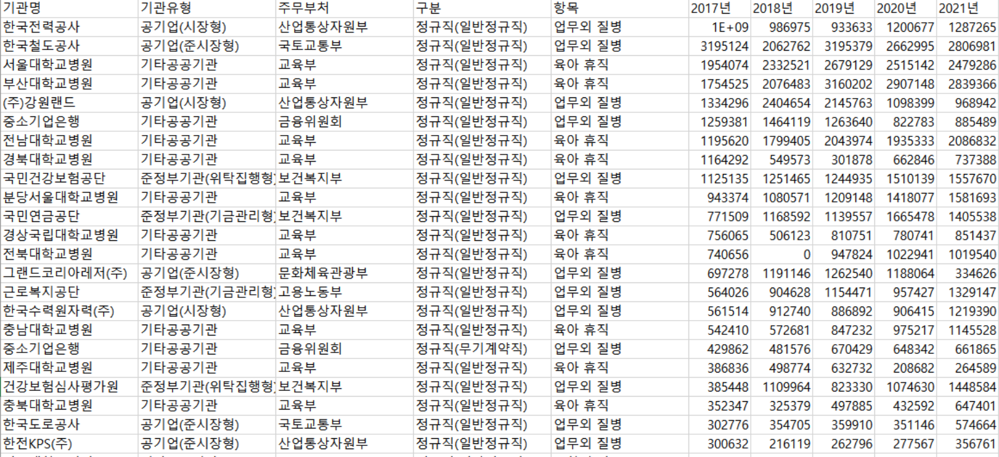 기관명 기관유형 주무부처 구분 항목 2017년 2018년 2019년 2020년 2021년
한국전력공사 공기업(시장형) 산업통상자원부 정규직(일반정규직) 업무외 질병 1E+09 986975 933633 1200677 1287265
한국철도공사 공기업(준시장형) 국토교통부 정규직(일반정규직) 업무외 질병 3195124 2062762 3195379 2662995 2806981
서울대학교병원 기타공공기관 교육부 정규직(일반정규직) 육아 휴직 1954074 2332521 2679129 2515142 2479286
부산대학교병원 기타공공기관 교육부 정규직(일반정규직) 육아 휴직 1754525 2076483 3160202 2907148 2839366
(주)강원랜드 공기업(시장형) 산업통상자원부 정규직(일반정규직) 업무외 질병 1334296 2404654 2145763 1098399 968942
중소기업은행 기타공공기관 금융위원회 정규직(일반정규직) 업무외 질병 1259381 1464119 1263640 822783 885489
전남대학교병원 기타공공기관 교육부 정규직(일반정규직) 육아 휴직 1195620 1799405 2043974 1935333 2086832
경북대학교병원 기타공공기관 교육부 정규직(일반정규직) 육아 휴직 1164292 549573 301878 662846 737388
국민건강보험공단 준정부기관(위탁집행형) 보건복지부 정규직(일반정규직) 업무외 질병 1125135 1251465 1244935 1510139 1557670
분당서울대학교병원 기타공공기관 교육부 정규직(일반정규직) 육아 휴직 943374 1080571 1209148 1418077 1581693
국민연금공단 준정부기관(기금관리형) 보건복지부 정규직(일반정규직) 업무외 질병 771509 1168592 1139557 1665478 1405538
경상국립대학교병원 기타공공기관 교육부 정규직(일반정규직) 육아 휴직 756065 506123 810751 780741 851437
전북대학교병원 기타공공기관 교육부 정규직(일반정규직) 육아 휴직 740656 0 947824 1022941 1019540
그랜드코리아레저(주) 공기업(준시장형) 문화체육관광부 정규직(일반정규직) 업무외 질병 697278 1191146 1262540 1188064 334626
근로복지공단 준정부기관(기금관리형) 고용노동부 정규직(일반정규직) 업무외 질병 564026 904628 1154471 957427 1329147
한국수력원자력(주) 공기업(시장형) 산업통상자원부 정규직(일반정규직) 업무외 질병 561514 912740 886892 906415 1219390
충남대학교병원 기타공공기관 교육부 정규직(일반정규직) 육아 휴직 542410 572681 847232 975217 1145528
중소기업은행 기타공공기관 금융위원회 정규직(무기계약직) 업무외 질병 429862 481576 670429 648342 661865
제주대학교병원 기타공공기관 교육부 정규직(일반정규직) 육아 휴직 386836 498774 632732 208682 264589
건강보험심사평가원 준정부기관(위탁집행형) 보건복지부 정규직(일반정규직) 업무외 질병 385448 1109964 823330 1074630 1448584
충북대학교병원 기타공공기관 교육부 정규직(일반정규직) 육아 휴직 352347 325379 497885 432592 647401
한국도로공사 공기업(준시장형) 국토교통부 정규직(일반정규직) 업무외 질병 302776 354705 359910 351146 574664
한전KPS(주) 공기업(준시장형) 산업통상자원부 정규직(일반정규직) 업무외 질병 300632 216119 262796 277567 356761